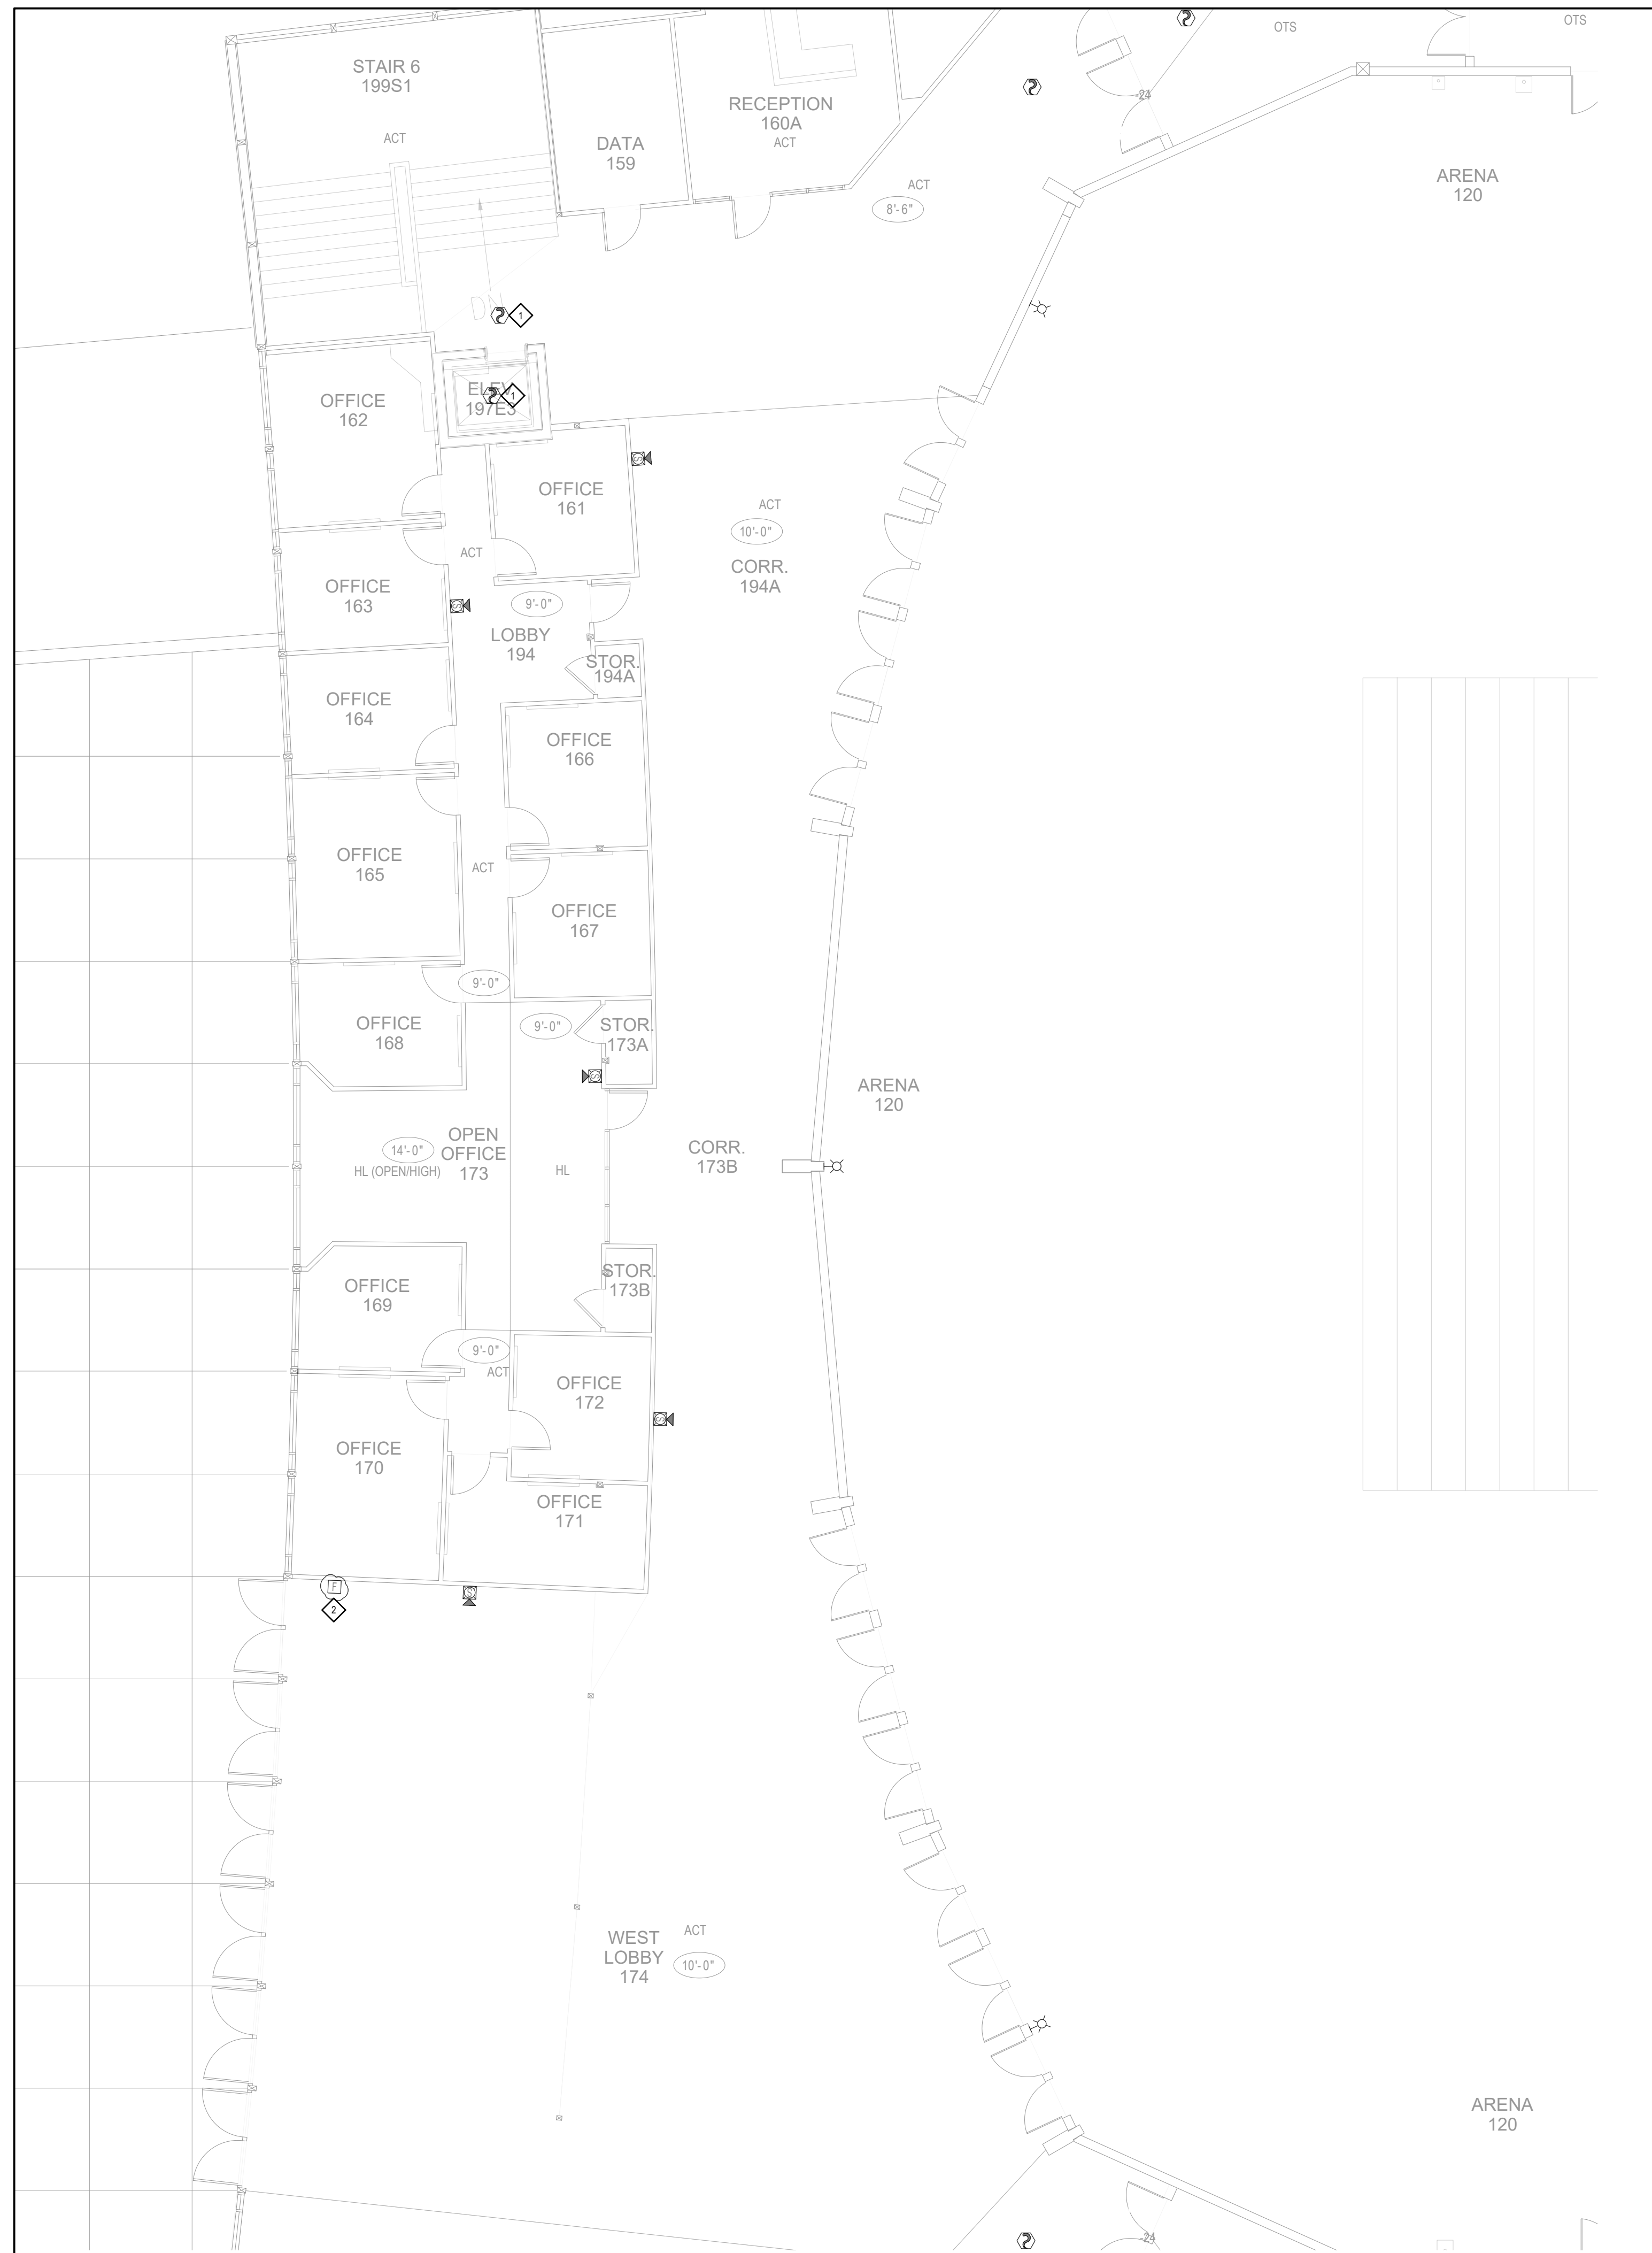 OTS
OTS
STAIR 6
199S1
ACT
DATA
159
RECEPTION
160A
ACT
-24
ACT
8'-6"
ARENA
120
DN
1
ELEV.
197E3
1
OFFICE
162
OFFICE
161
S
ACT
10'-0"
CORR.
194A
ACT
OFFICE
163
S
9'-0"
LOBBY
194
STOR.
194A
OFFICE
164
OFFICE
166
OFFICE
165
ACT
OFFICE
167
9'-0"
OFFICE
168
9'-0"
STOR.
173A
S
ARENA
120
14'-0"
HL (OPEN/HIGH)
OPEN
OFFICE
173
HL
CORR.
173B
OFFICE
169
STOR.
173B
9'-0"
ACT
OFFICE
172
S
OFFICE
170
OFFICE
171
F
2
S
WEST
LOBBY
174
ACT
10'-0"
ARENA
120
-24